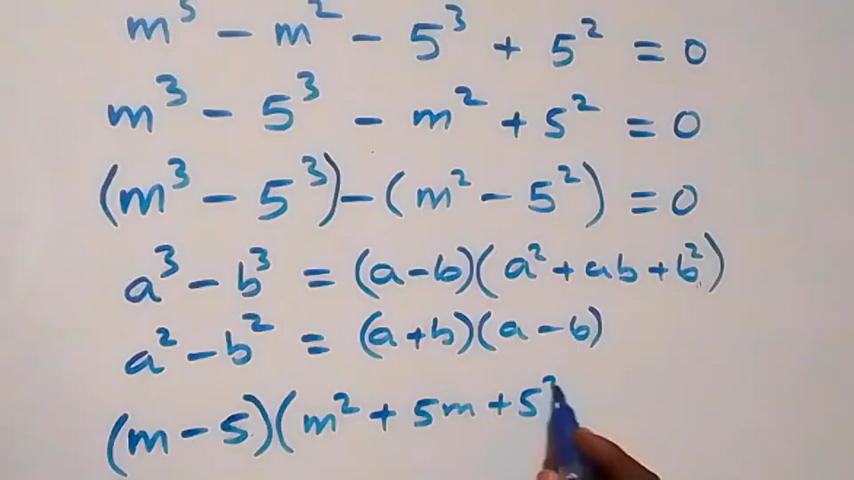 m³ - m² - 5³ + 5² = 0
m³ - 5³ - m² + 5² = 0
(m³ - 5³) - (m² - 5²) = 0
a³ - b³ = (a - b)(a² + ab + b²)
a² - b² = (a + b)(a - b)
(m - 5)(m² + 5m + 5²